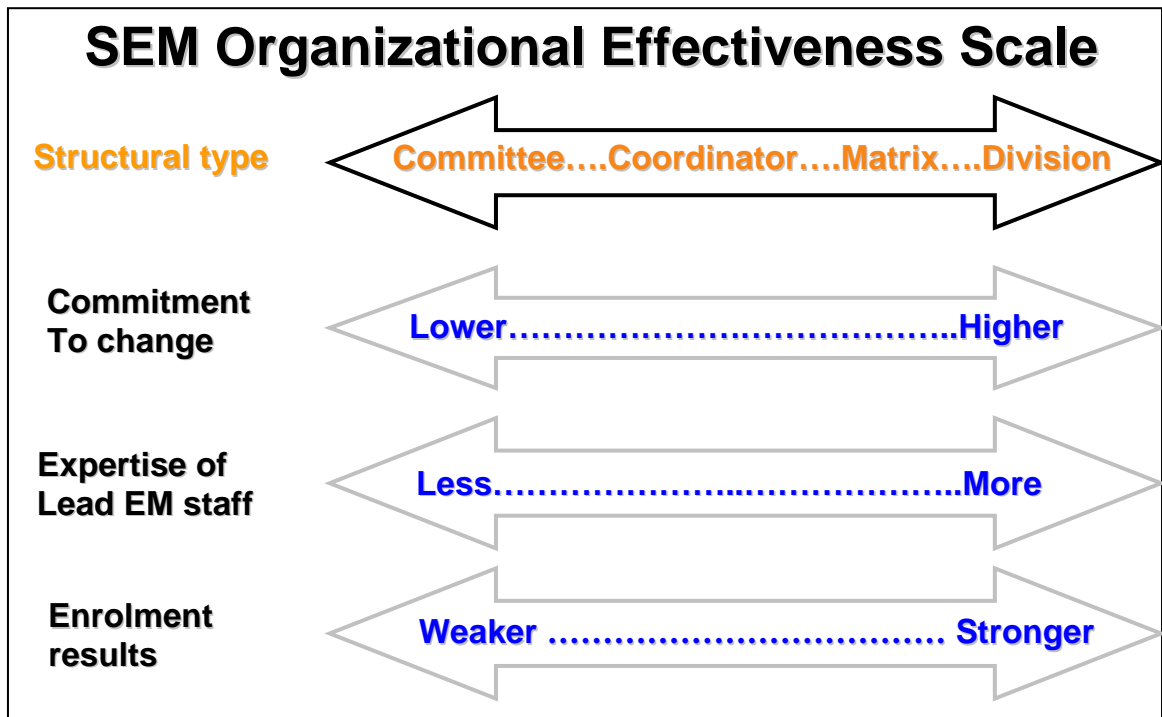 SEM Organizational Effectiveness Scale
Structural type
Committee….Coordinator….Matrix….Division
Commitment
To change
Lower…………………………………..Higher
Expertise of
Lead EM staff
Less…………………..………………..More
Enrolment
results
Weaker ……………………………… Stronger